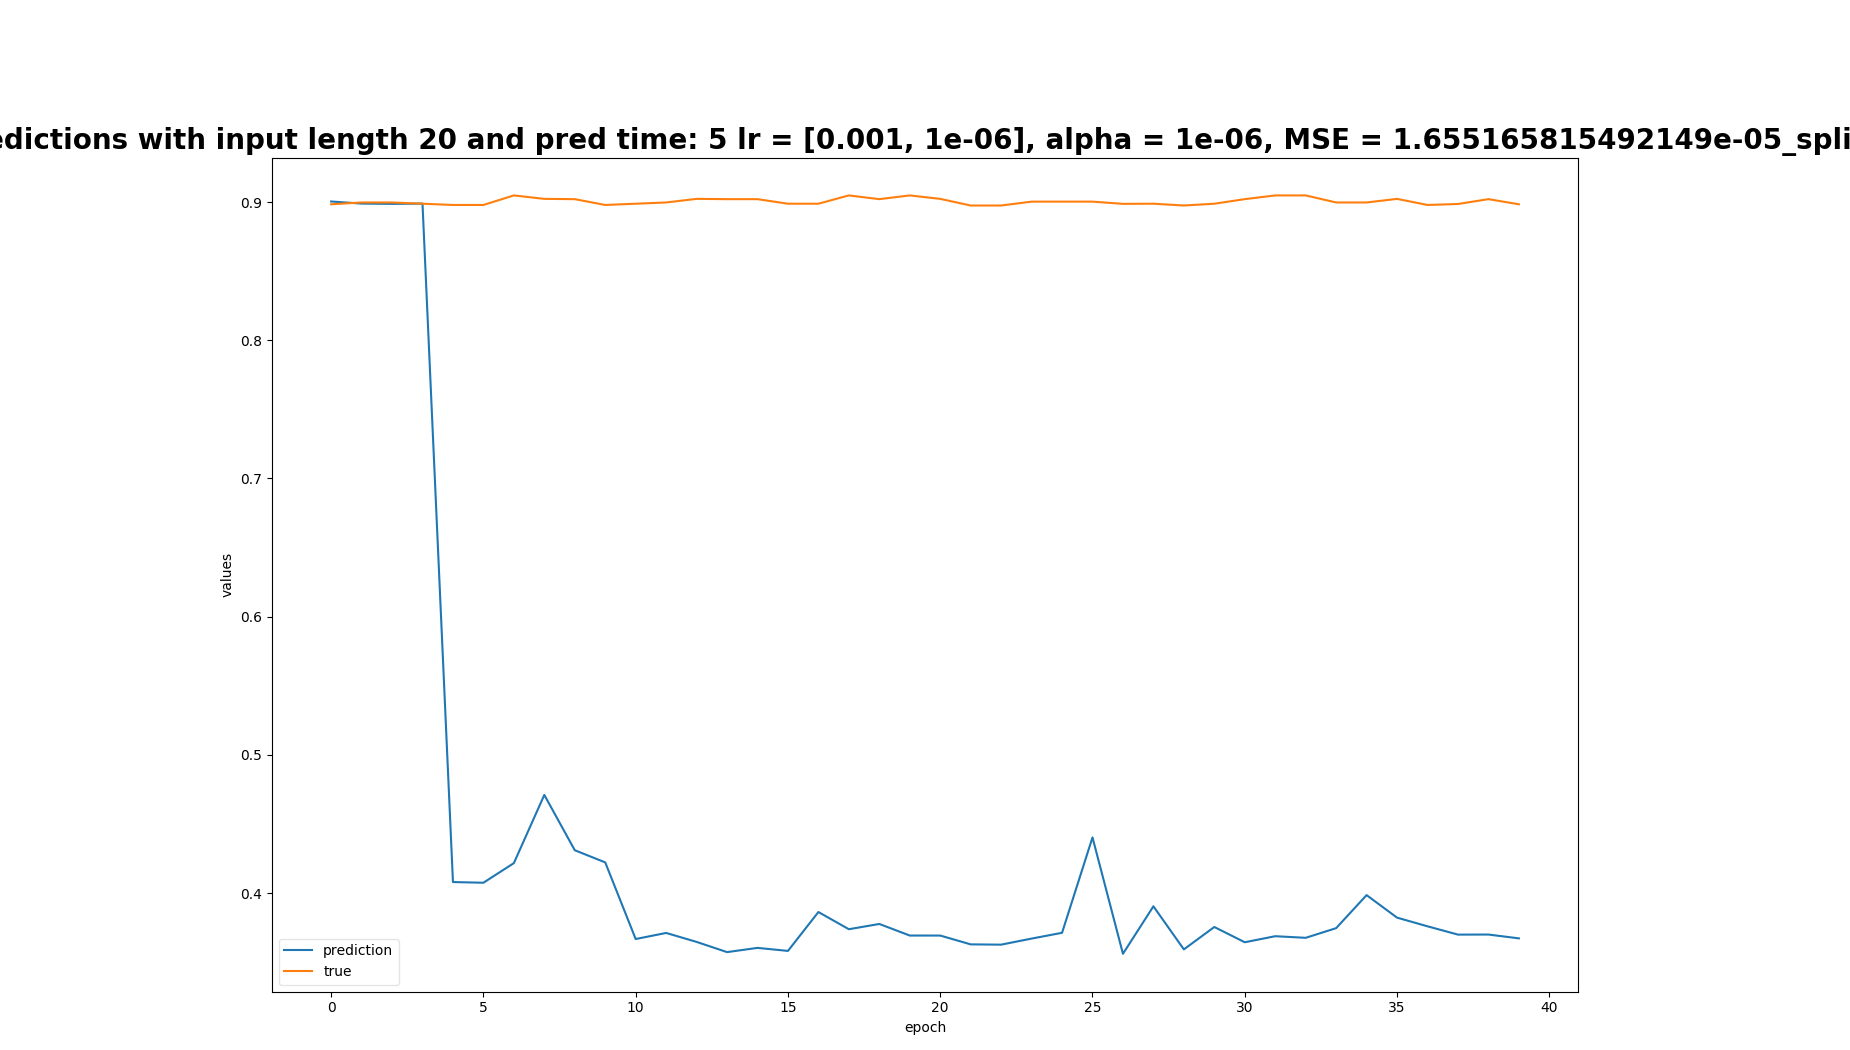 edictions with input length 20 and pred time: 5 lr = [0.001, 1e-06], alpha = 1e-06, MSE = 1.655165815492149e-05_spli
0.9
0.8
0.7
0.6
0.5
0.4
values
prediction
true
0 5 10 15 20 25 30 35 40
epoch